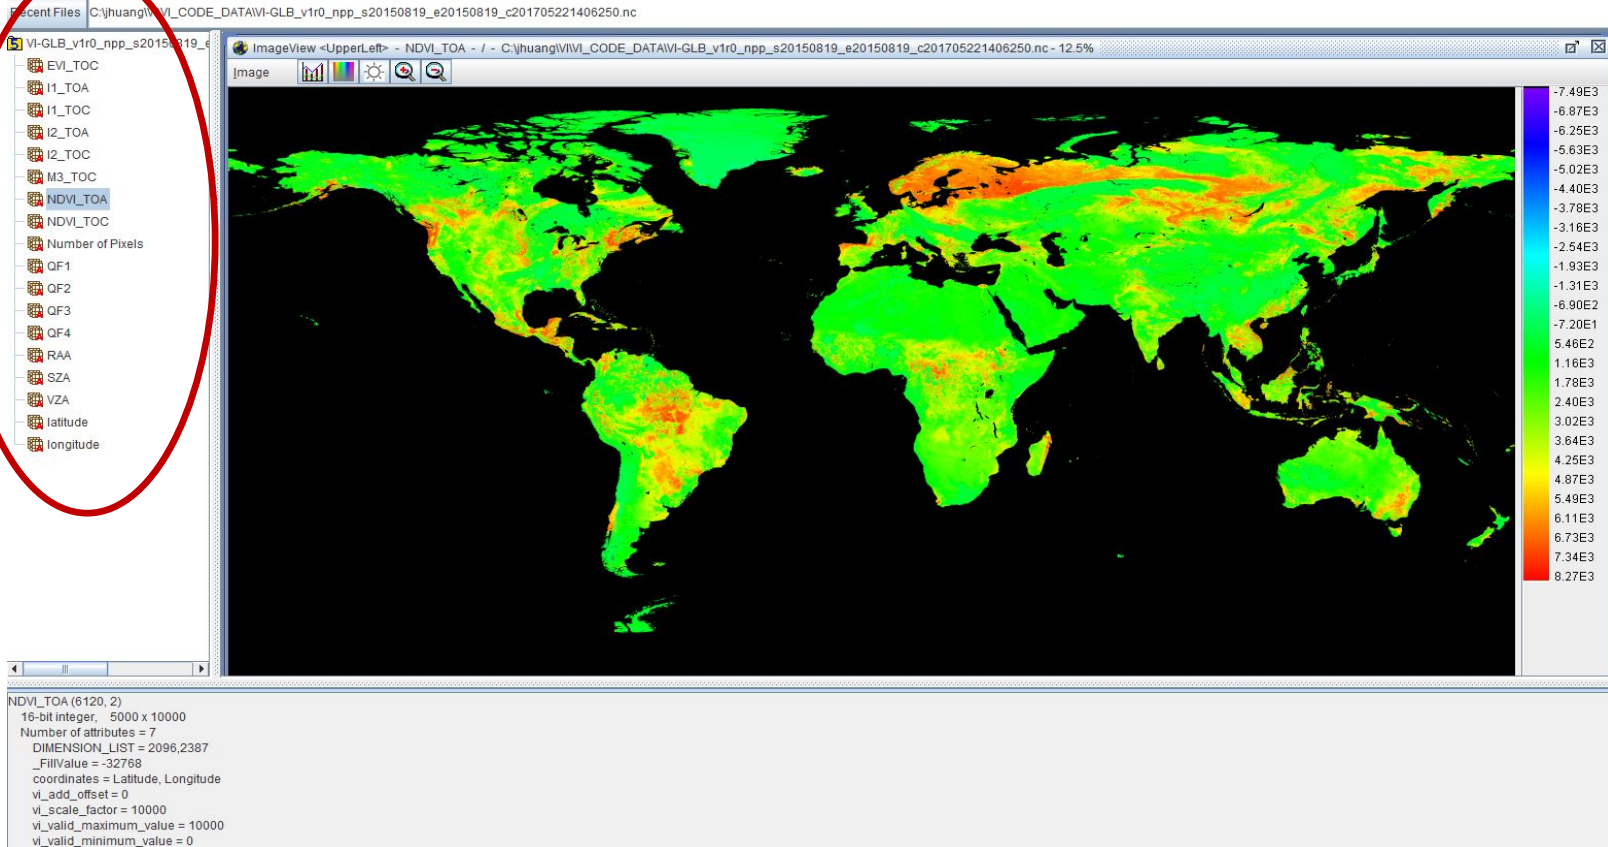 Recent Files C:\jhuang\VI\VI_CODE_DATA\VI-GLB_v1r0_npp_s20150819_e20150819_c201705221406250.nc
VI-GLB_v1r0_npp_s20150819_e
EVI_TOC
I1_TOA
I1_TOC
I2_TOA
I2_TOC
M3_TOC
NDVI_TOA
NDVI_TOC
Number of Pixels
QF1
QF2
QF3
QF4
RAA
SZA
VZA
latitude
longitude
ImageView <UpperLeft> - NDVI_TOA - / - C:\jhuang\VI\VI_CODE_DATA\VI-GLB_v1r0_npp_s20150819_e20150819_c201705221406250.nc - 12.5%
Image
-7.49E3
-6.87E3
-6.25E3
-5.63E3
-5.02E3
-4.40E3
-3.78E3
-3.16E3
-2.54E3
-1.93E3
-1.31E3
-6.90E2
-7.20E1
5.46E2
1.16E3
1.78E3
2.40E3
3.02E3
3.64E3
4.25E3
4.87E3
5.49E3
6.11E3
6.73E3
7.34E3
8.27E3
NDVI_TOA (6120, 2)
16-bit integer, 5000 x 10000
Number of attributes = 7
DIMENSION_LIST = 2096,2387
_FillValue = -32768
coordinates = Latitude, Longitude
vi_add_offset = 0
vi_scale_factor = 10000
vi_valid_maximum_value = 10000
vi_valid_minimum_value = 0